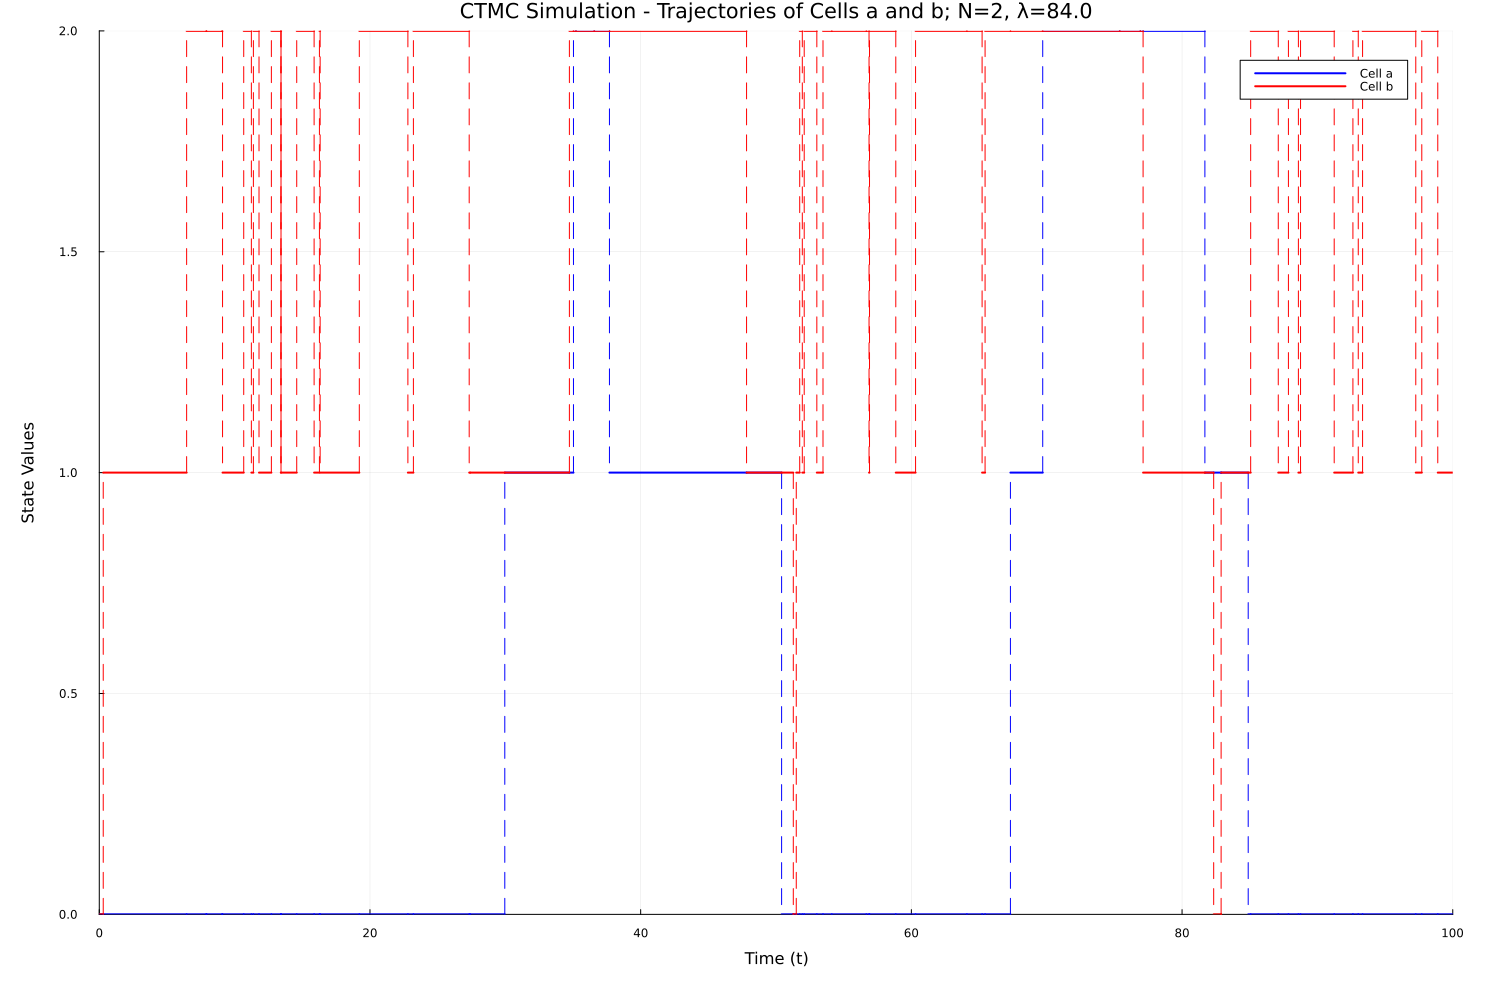 CTMC Simulation - Trajectories of Cells a and b; N=2, λ=84.0
2.0
Cell a
Cell b
1.5
State Values
1.0
0.5
0.0
0 20 40 60 80 100
Time (t)